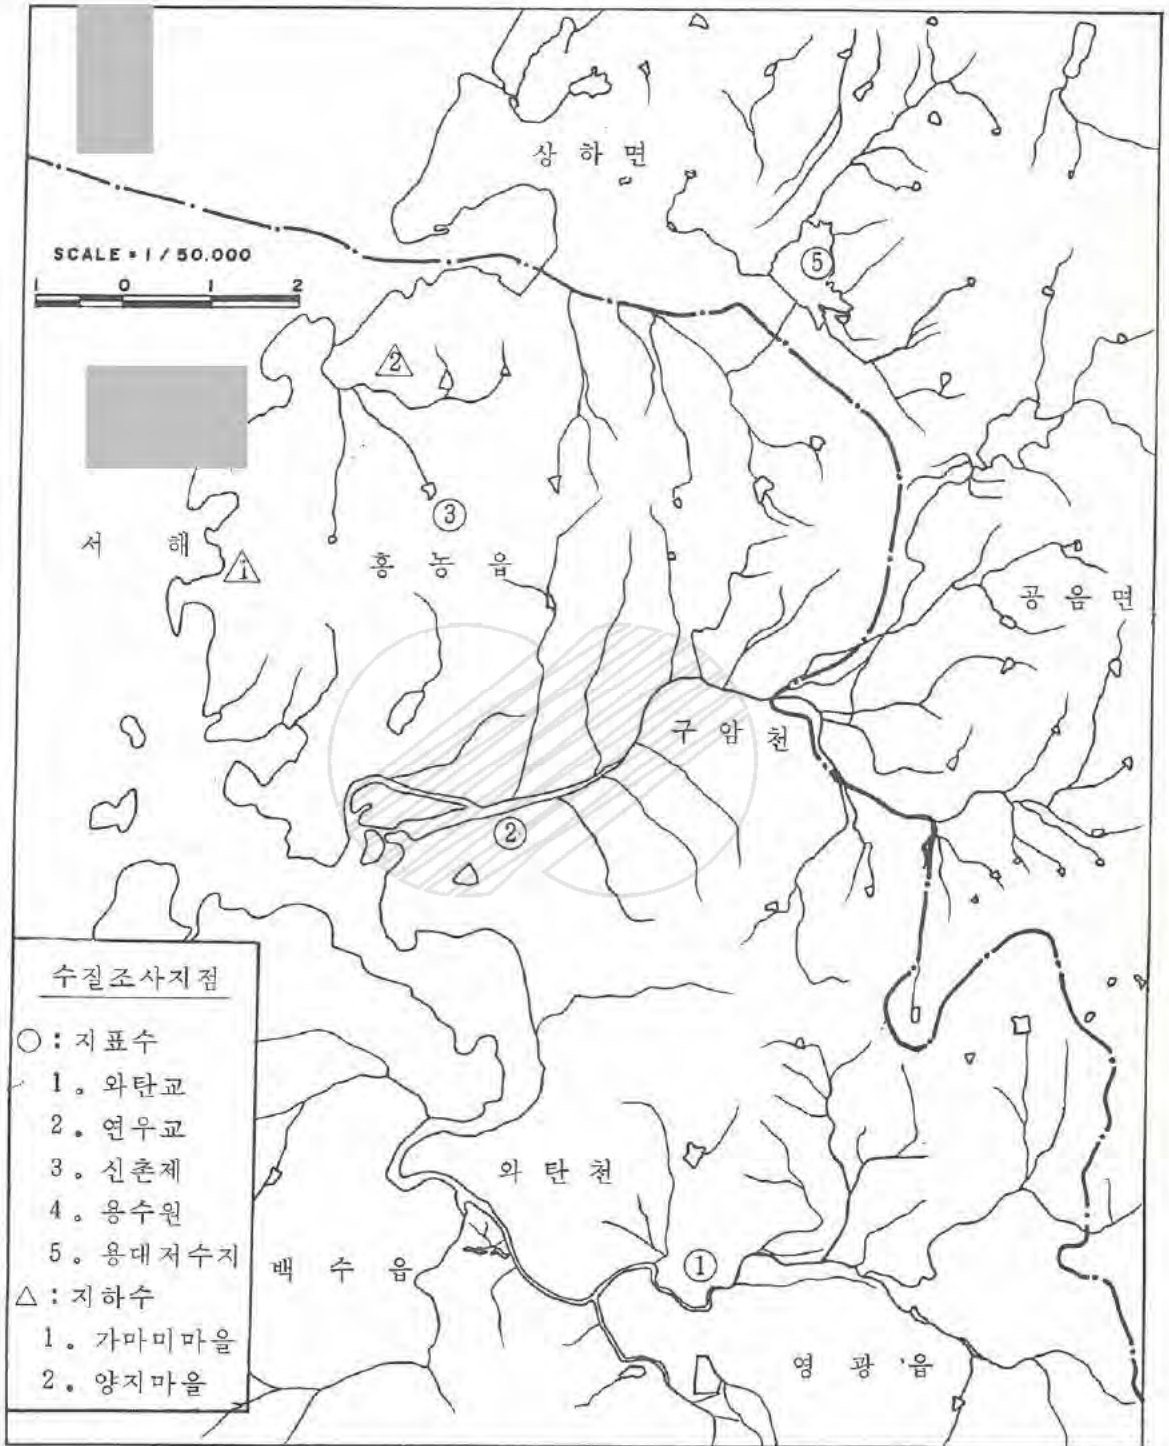 상하면
⑤
SCALE = 1 / 50.000
1 0 1 2
2
③
서 해
1
홍 농 읍
공 음 면
구 암 천
②
수질조사지점
○ : 지표수
1. 와탄교
2. 연우교
3. 신촌제
4. 용수원
5. 용대저수지
△ : 지하수
1. 가마미마을
2. 양지마을
와 탄 천
백 수 읍
①
영 광 읍